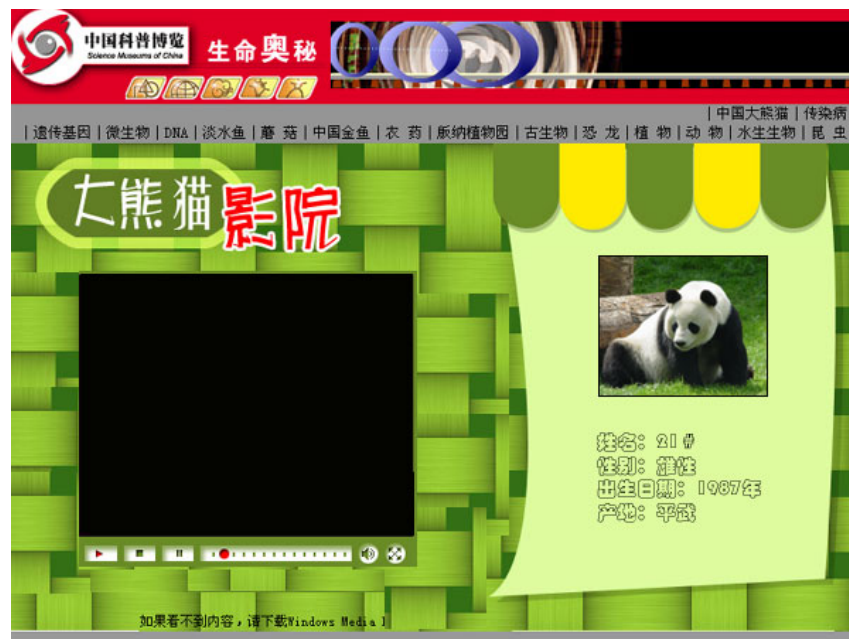 中国科普博览
Science Museums of China
生命奥秘
|中国大熊猫|传染病
|遗传基因|微生物|DNA|淡水鱼|蘑 菇|中国金鱼|农 药|版纳植物园|古生物|恐 龙|植 物|动 物|水生生物|昆 虫
大熊猫影院
姓名：21#
性别：雄性
出生日期：1987年
产地：平武
如果看不到内容，请下载Windows Media